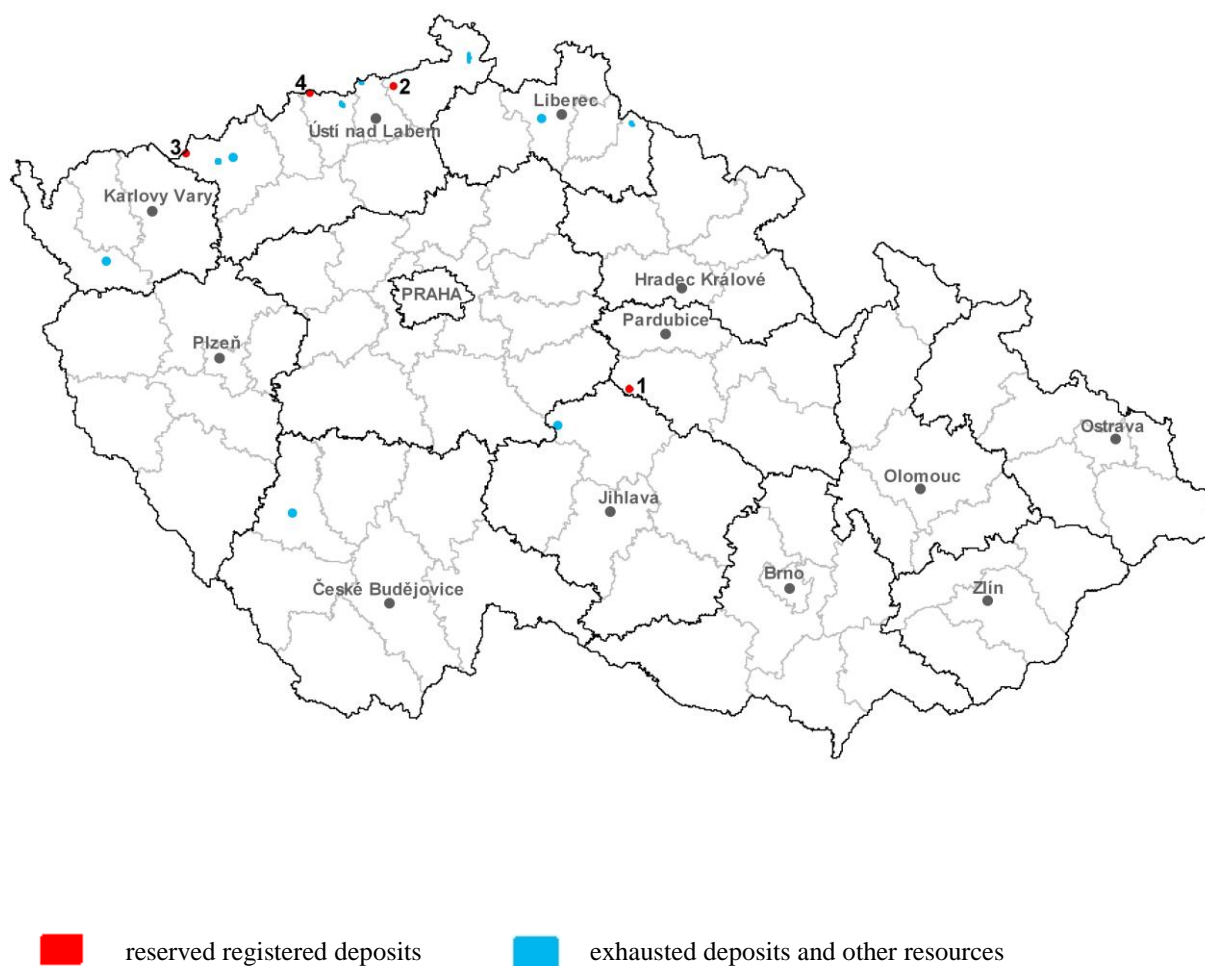 4
2
Liberec
Ústí nad Labem
3
Karlovy Vary
Hradec Králové
PRAHA
Pardubice
Plzeň
1
Ostrava
Olomouc
Jihlava
Brno
České Budějovice
Zlín
reserved registered deposits
exhausted deposits and other resources